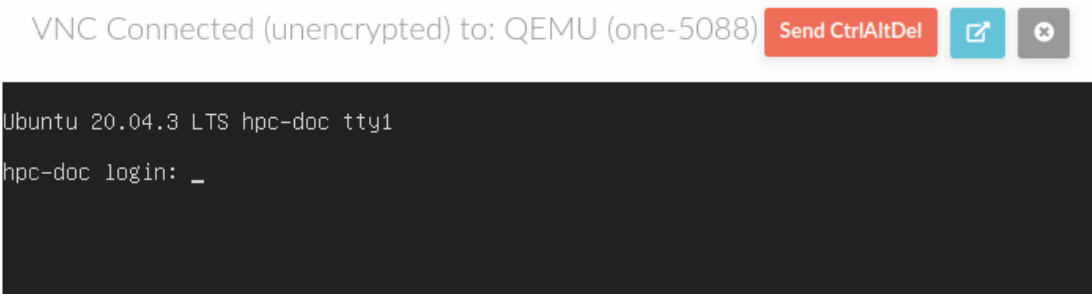 VNC Connected (unencrypted) to: QEMU (one-5088) Send CtrlAltDel
Ubuntu 20.04.3 LTS hpc-doc tty1
hpc-doc login: _